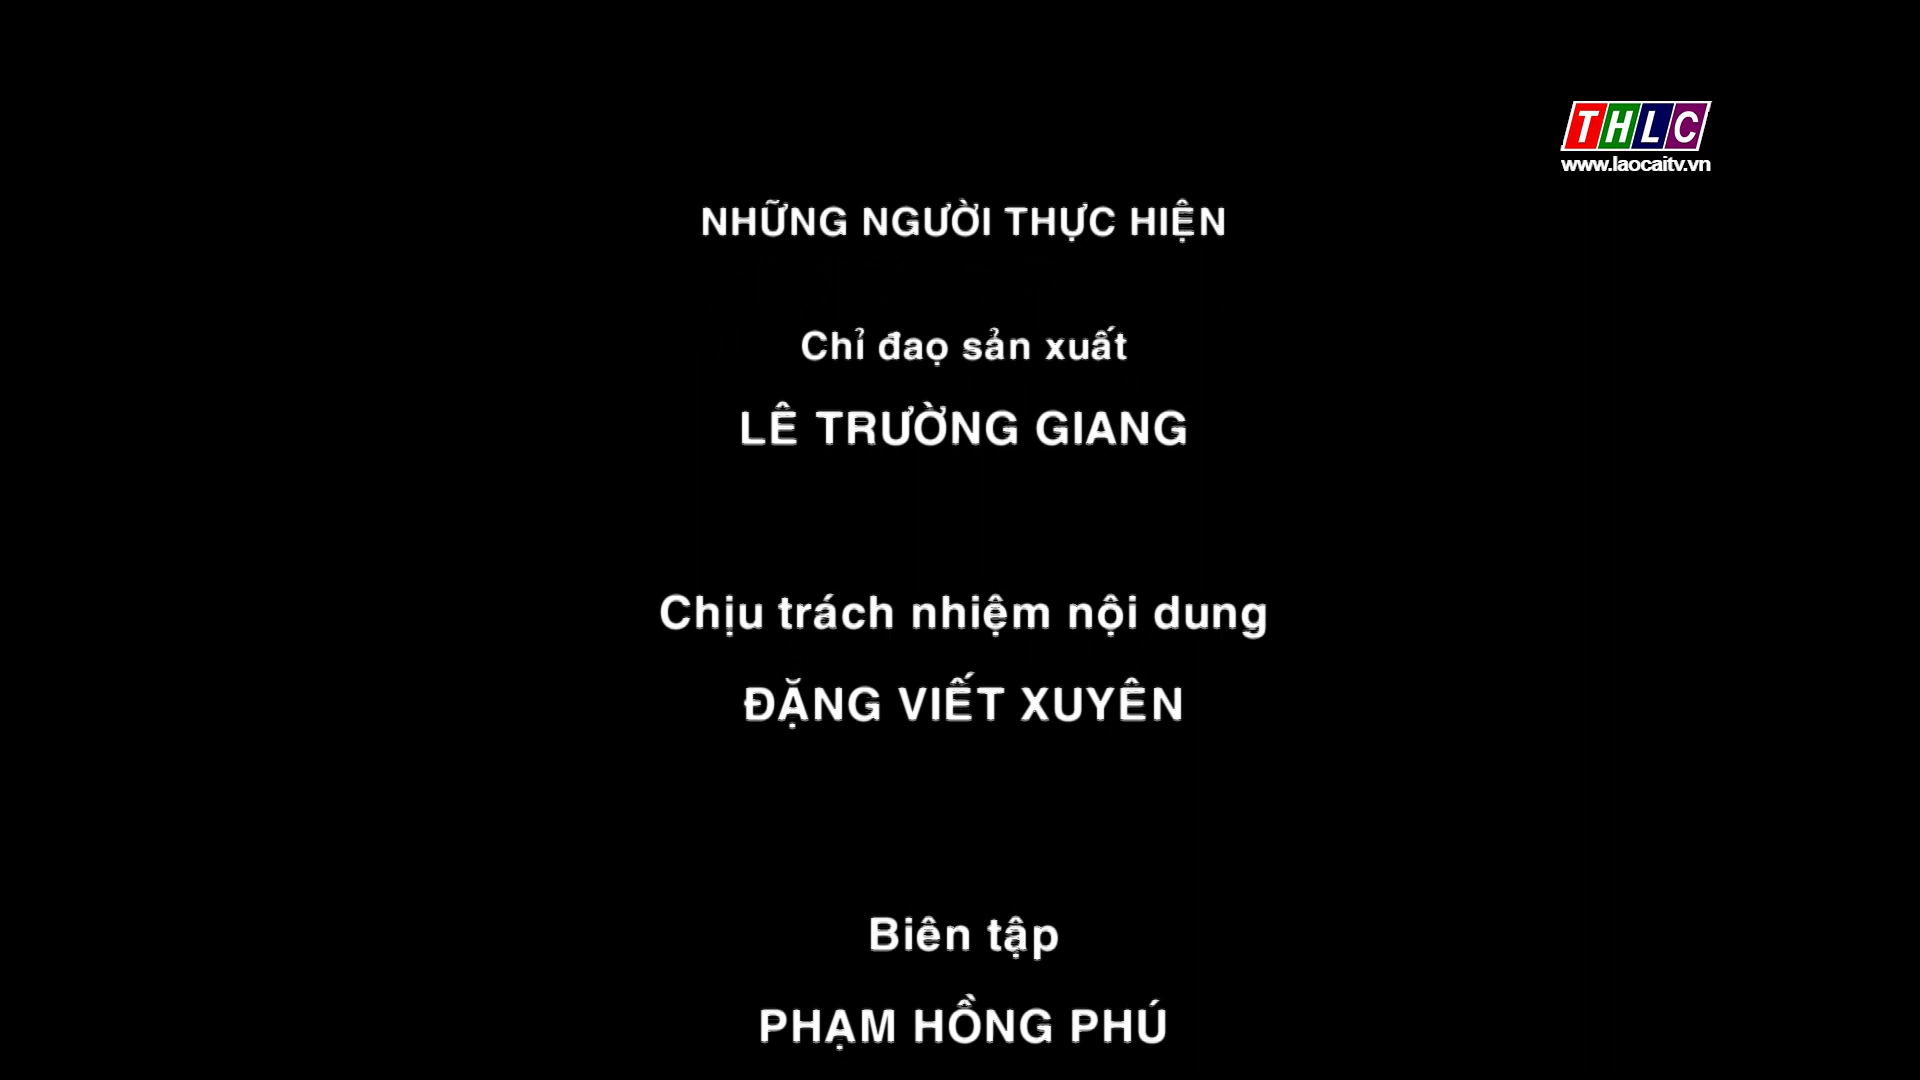 THLC
www.laocaitv.vn
NHỮNG NGƯỜI THỰC HIỆN
Chỉ đaọ sản xuất
LÊ TRƯỜNG GIANG
Chịu trách nhiệm nội dung
ĐẶNG VIẾT XUYÊN
Biên tập
PHẠM HỒNG PHÚ